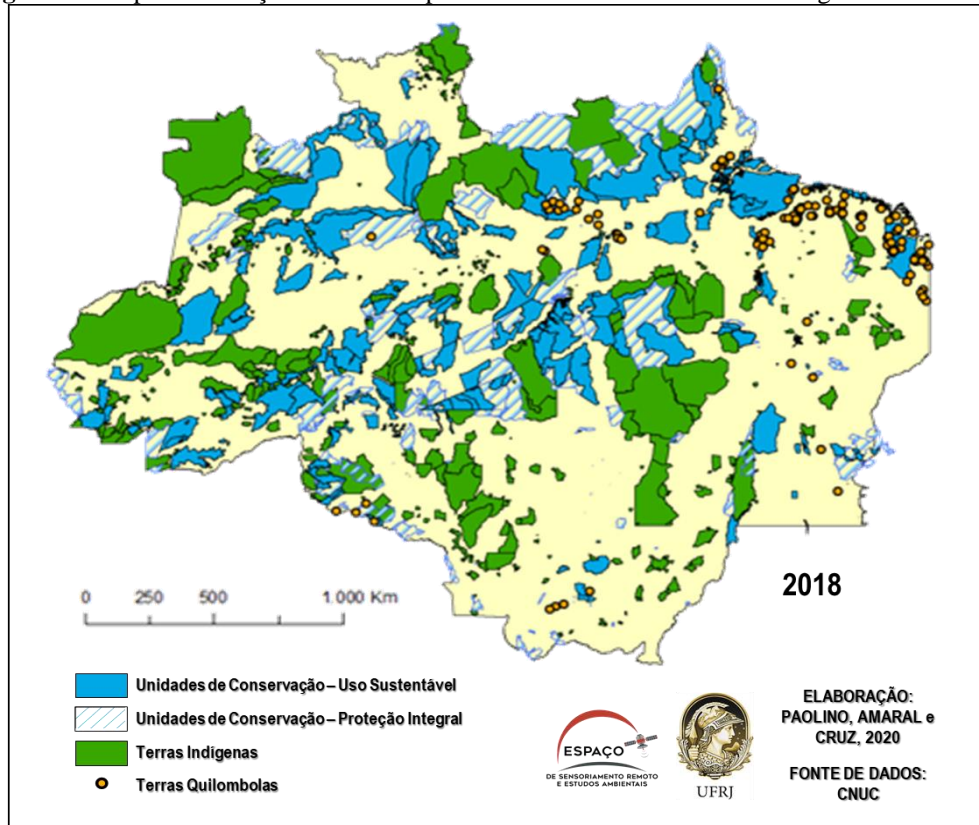 2018
0 250 500 1.000 Km
Unidades de Conservação – Uso Sustentável
Unidades de Conservação – Proteção Integral
Terras Indígenas
Terras Quilombolas
ESPAÇO
DE SENSORIAMENTO REMOTO
E ESTUDOS AMBIENTAIS
UFRJ
ELABORAÇÃO:
PAOLINO, AMARAL e
CRUZ, 2020
FONTE DE DADOS:
CNUC